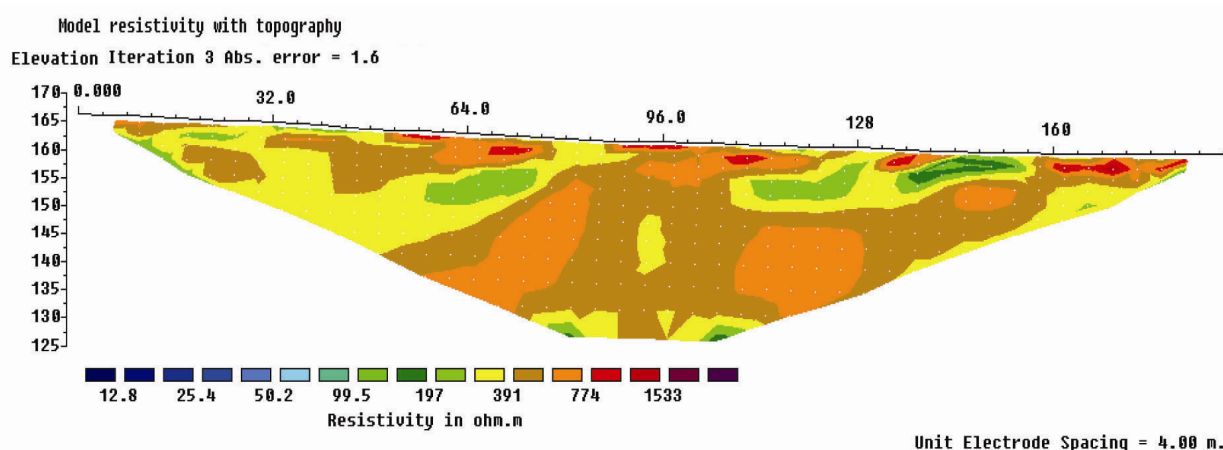 Model resistivity with topography
Elevation Iteration 3 Abs. error = 1.6
170 0.000 32.0 64.0 96.0 128 160
165
160
155
150
145
140
135
130
125
12.8 25.4 50.2 99.5 197 391 774 1533
Resistivity in ohm.m
Unit Electrode Spacing = 4.00 m.